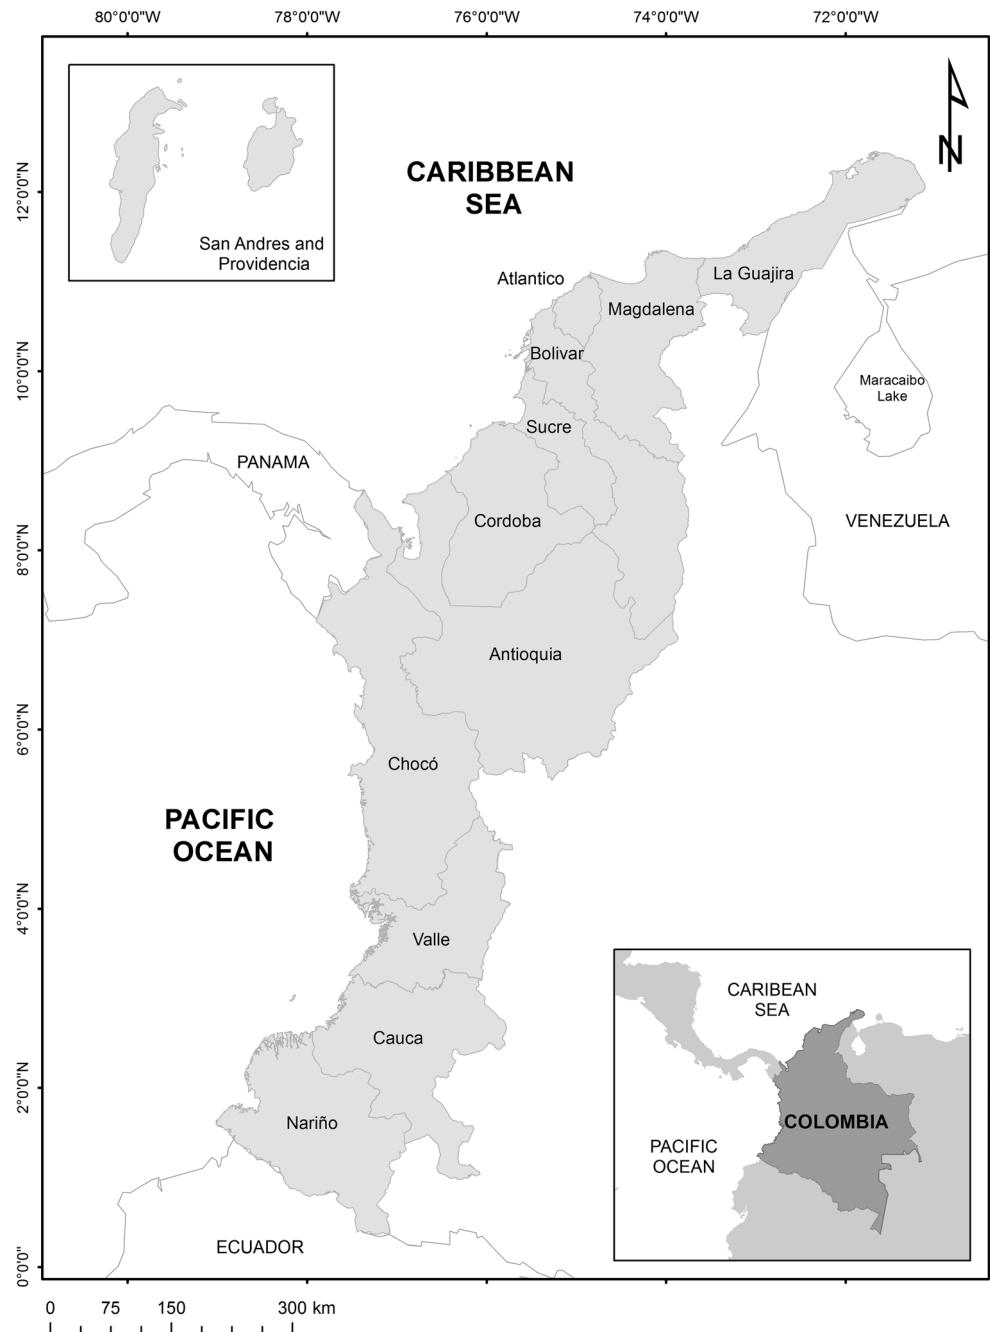 80°0'0"W 78°0'0"W 76°0'0"W 74°0'0"W 72°0'0"W
12°0'0"N
10°0'0"N
8°0'0"N
6°0'0"N
4°0'0"N
2°0'0"N
0°0'0"
San Andres and
Providencia
CARIBBEAN
SEA
N
Atlantico
La Guajira
Magdalena
Bolivar
Maracaibo
Lake
Sucre
PANAMA
Cordoba
VENEZUELA
Antioquia
Chocó
PACIFIC
OCEAN
Valle
Cauca
Nariño
ECUADOR
CARIBEAN
SEA
COLOMBIA
PACIFIC
OCEAN
0 75 150 300 km